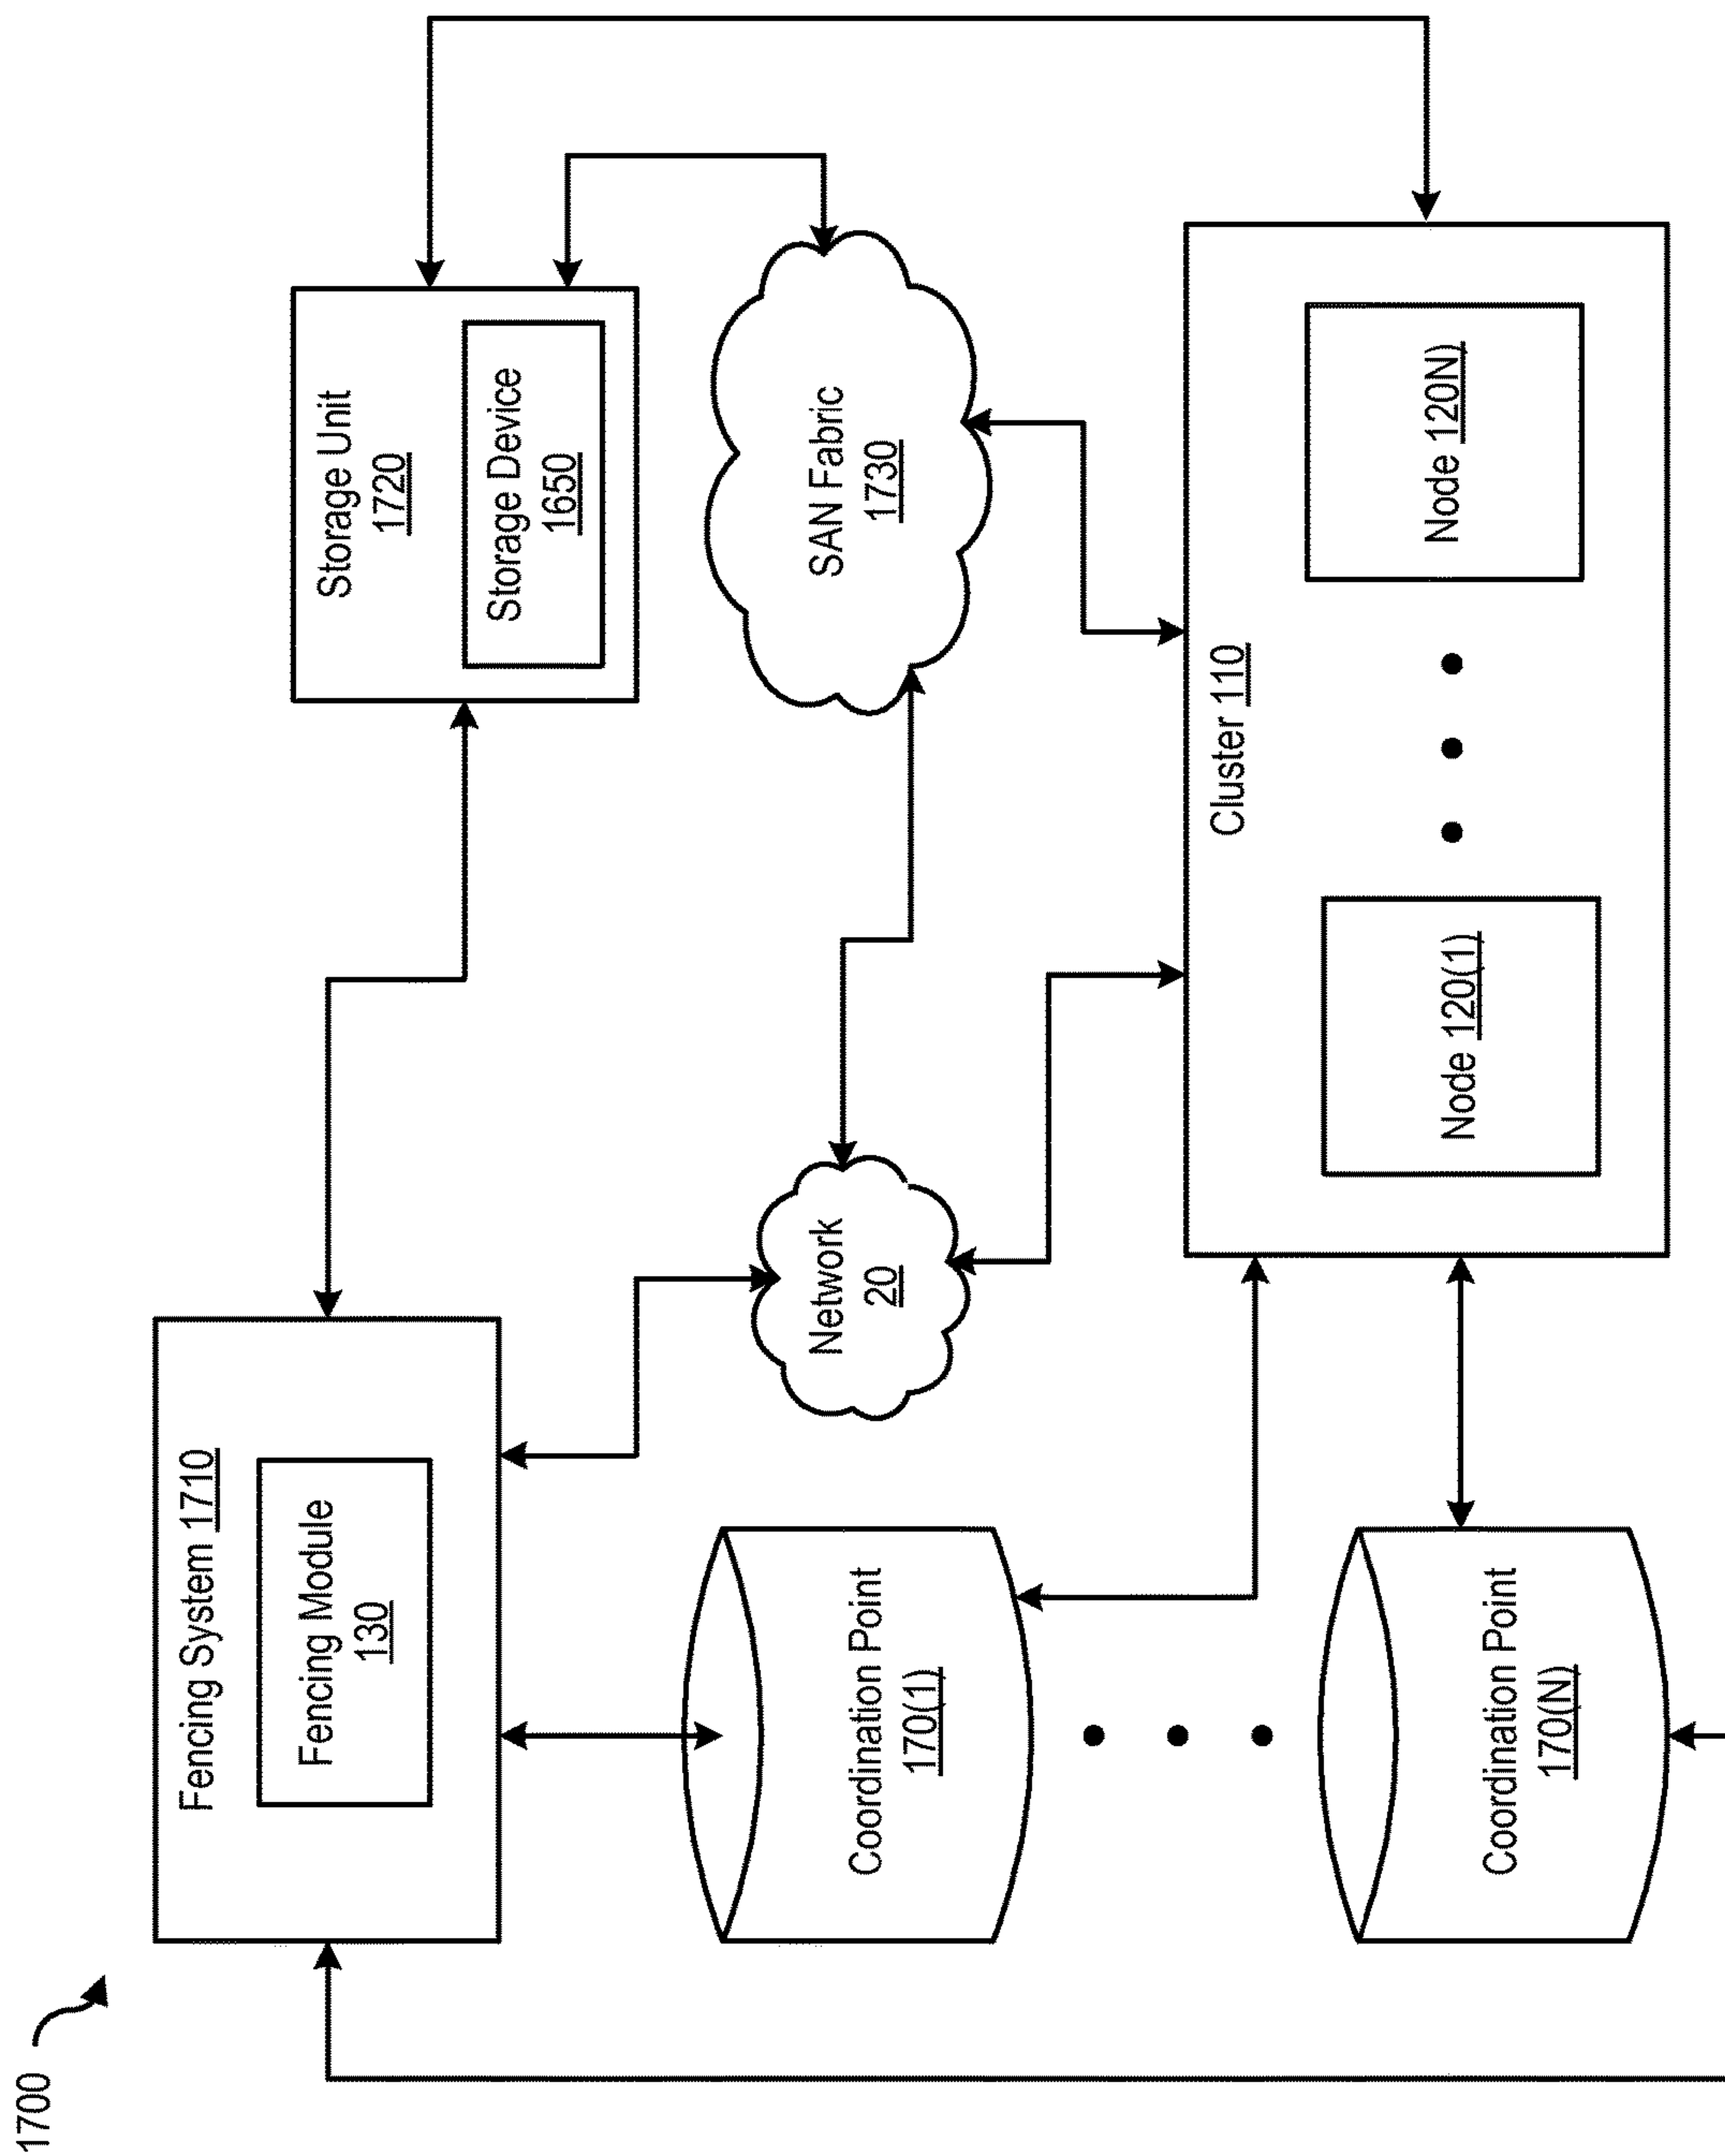 1700
Fencing System 1710
Fencing Module
130
Storage Unit
1720
Storage Device
1650
Network
20
SAN Fabric
1730
Coordination Point
170(1)
Coordination Point
170(N)
Cluster 110
Node 120(1)
Node 120N)